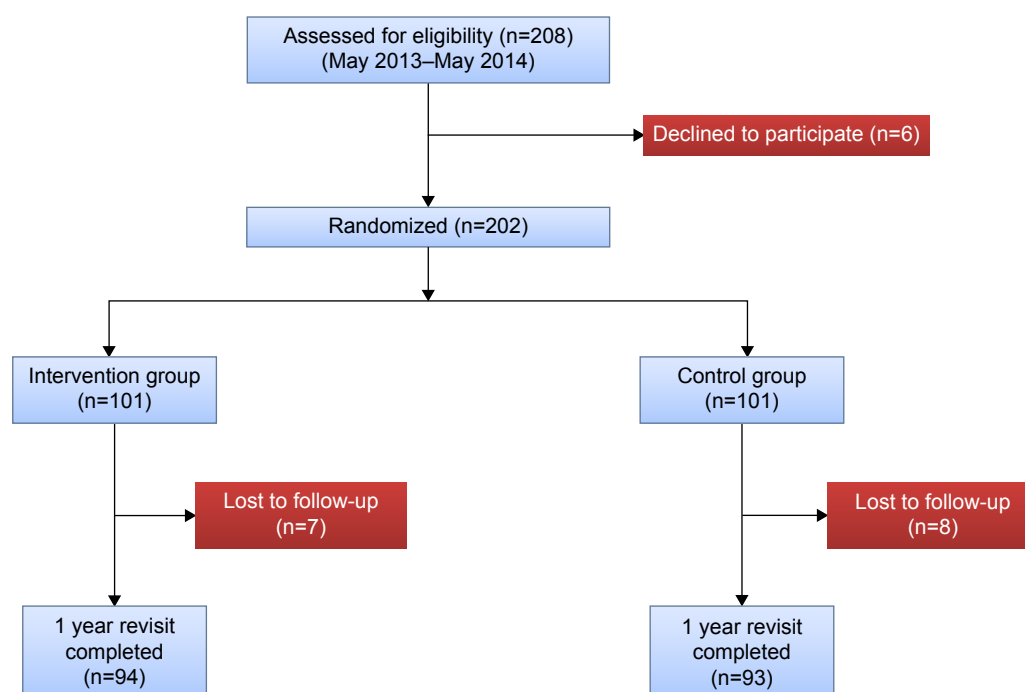 Assessed for eligibility (n=208)
(May 2013–May 2014)
Declined to participate (n=6)
Randomized (n=202)
Intervention group
(n=101)
Control group
(n=101)
Lost to follow-up
(n=7)
Lost to follow-up
(n=8)
1 year revisit
completed
(n=94)
1 year revisit
completed
(n=93)